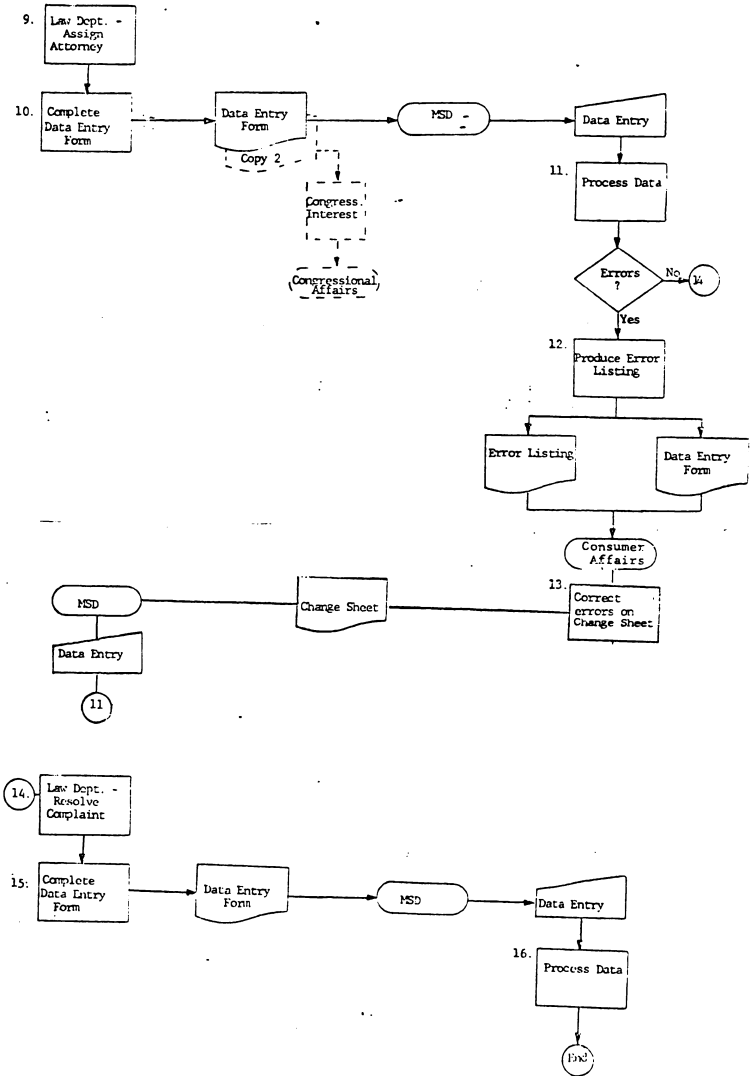 9.
Law Dept. -
Assign
Attorney
10.
Complete
Data Entry
Form
Data Entry
Form
Copy 2
MSD -
Data Entry
Congress.
Interest
Congressional
Affairs
11.
Process Data
Errors
?
No
14
Yes
12.
Produce Error
Listing
Error Listing
Data Entry
Form
Consumer
Affairs
13.
Correct
errors on
Change Sheet
Change Sheet
MSD
Data Entry
11
14.
Law Dept. -
Resolve
Complaint
15.
Complete
Data Entry
Form
Data Entry
Form
MSD
Data Entry
16.
Process Data
End